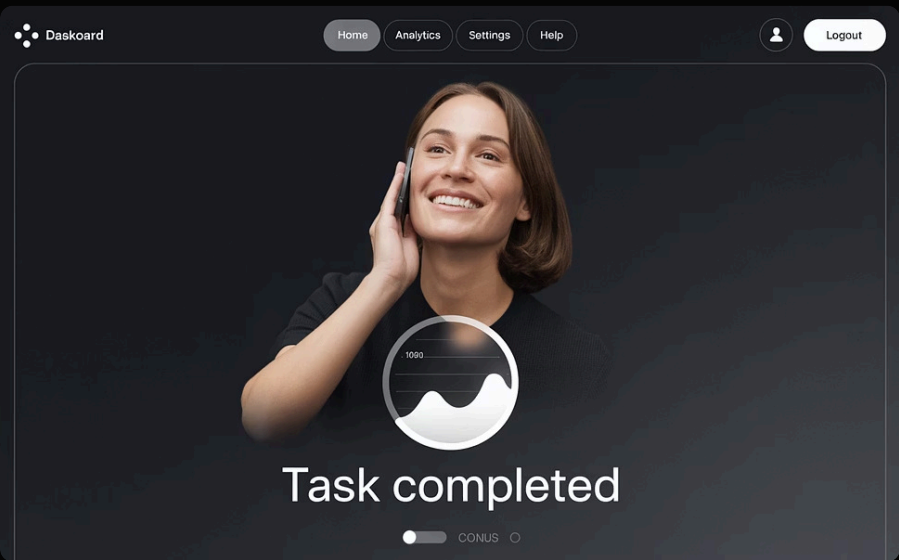 Daskoard
Home Analytics Settings Help
Logout
1090
Task completed
CONUS